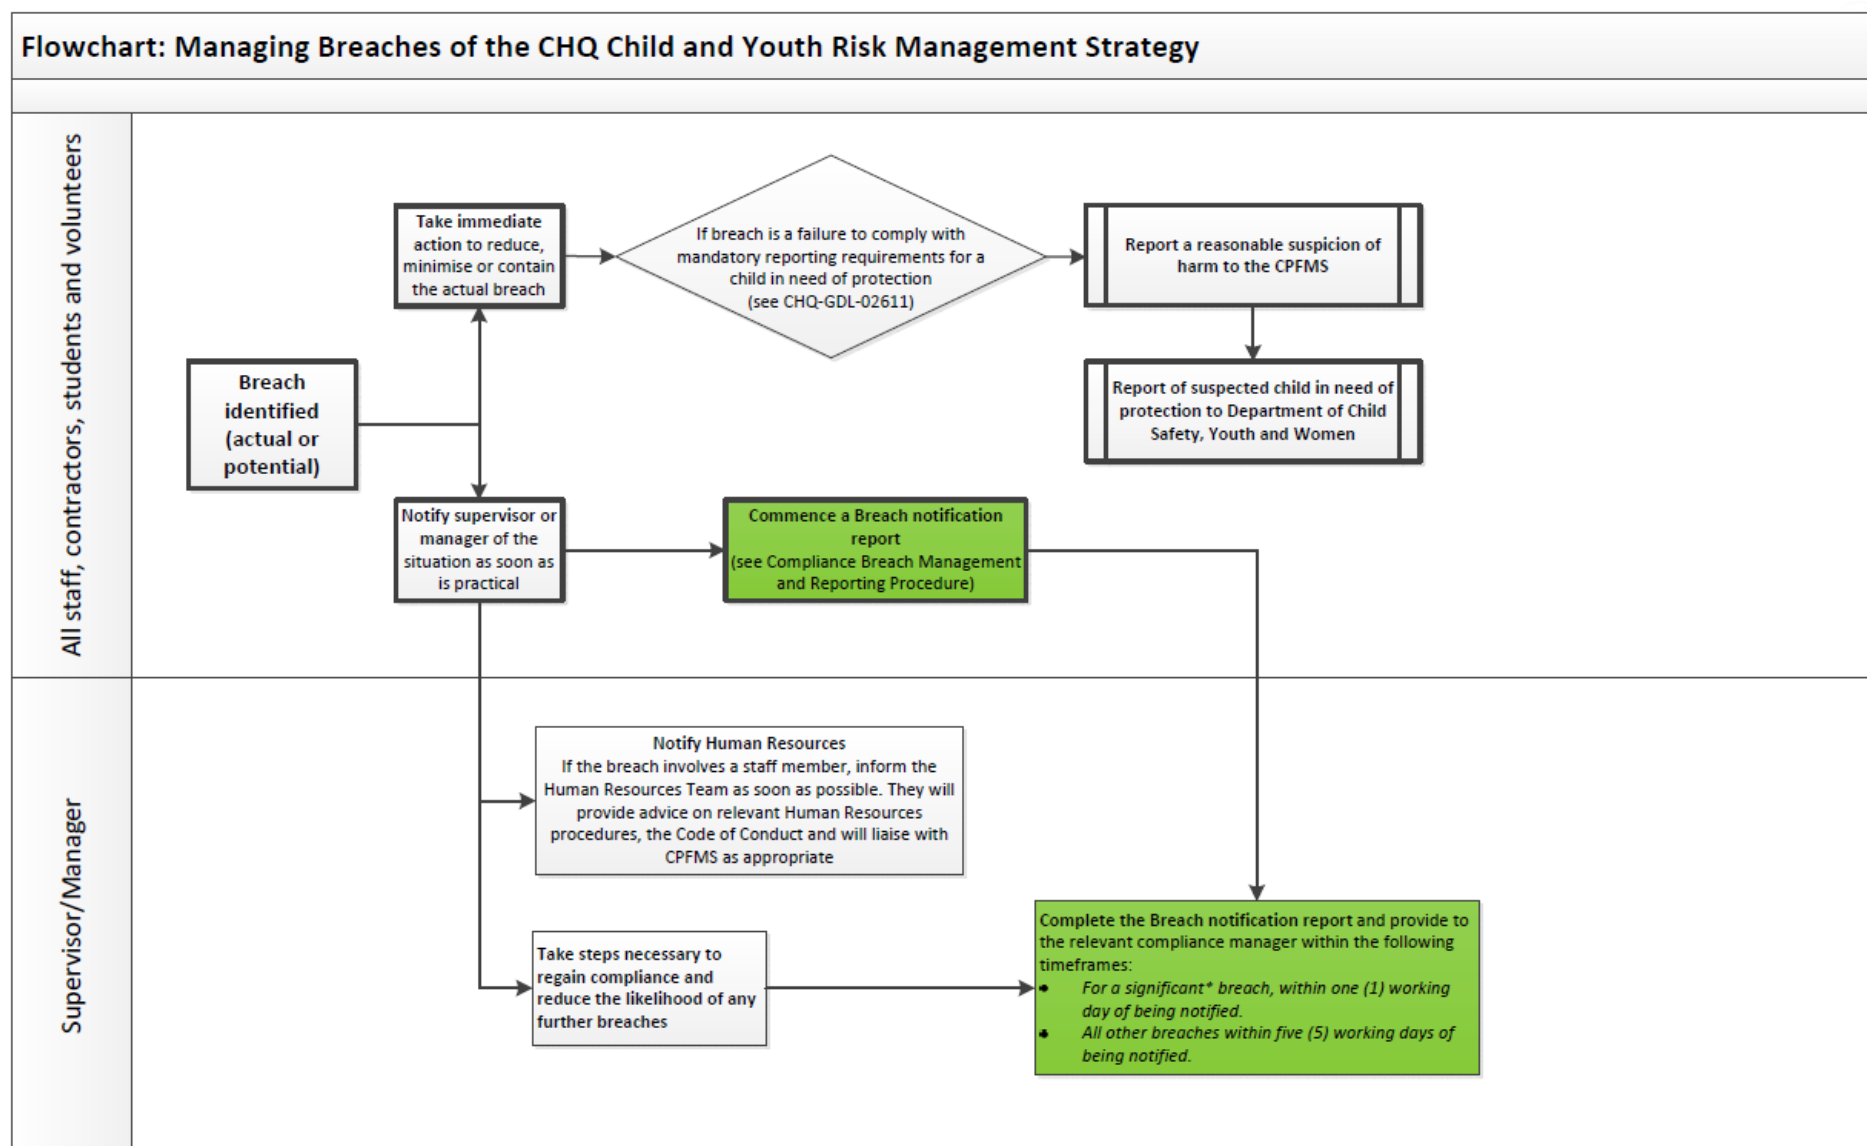 Flowchart: Managing Breaches of the CHQ Child and Youth Risk Management Strategy
All staff, contractors, students and volunteers
Take immediate
action to reduce,
minimise or contain
the actual breach
If breach is a failure to comply with
mandatory reporting requirements for a
child in need of protection
(see CHQ-GDL-02611)
Report a reasonable suspicion of
harm to the CPFMS
Breach
identified
(actual or
potential)
Report of suspected child in need of
protection to Department of Child
Safety, Youth and Women
Notify supervisor or
manager of the
situation as soon as
is practical
Commence a Breach notification
report
(see Compliance Breach Management
and Reporting Procedure)
Supervisor/Manager
Notify Human Resources
If the breach involves a staff member, inform the
Human Resources Team as soon as possible. They will
provide advice on relevant Human Resources
procedures, the Code of Conduct and will liaise with
CPFMS as appropriate
Take steps necessary to
regain compliance and
reduce the likelihood of any
further breaches
Complete the Breach notification report and provide to
the relevant compliance manager within the following
timeframes:
• For a significant* breach, within one (1) working
day of being notified.
• All other breaches within five (5) working days of
being notified.